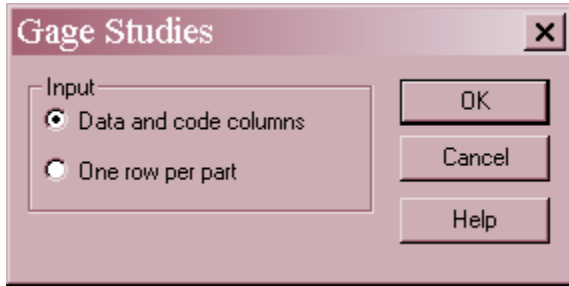 Gage Studies
Input
Data and code columns
One row per part
OK
Cancel
Help